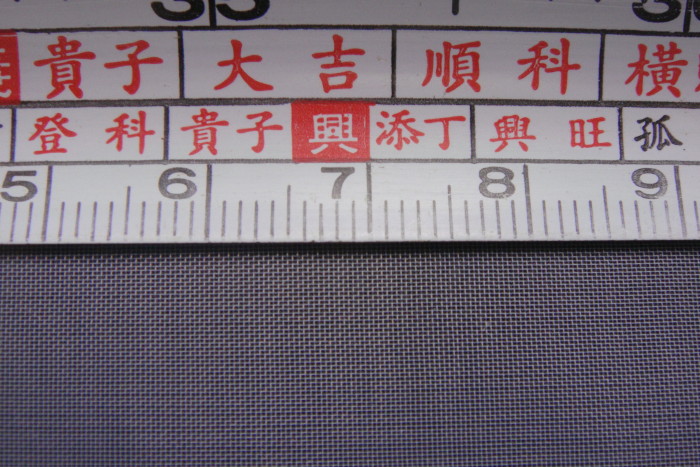 貴子 大吉 順科 橫
登科 貴子 興 添丁 興旺 孤
5 6 7 8 9